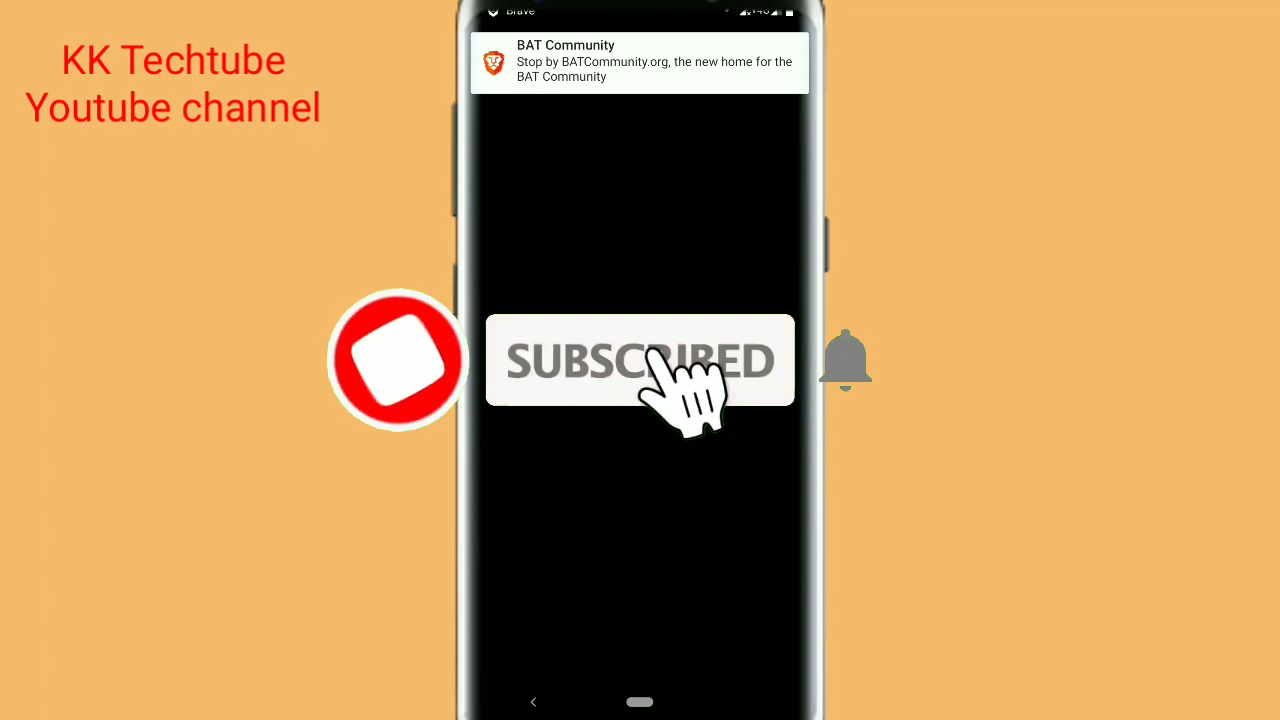 KK Techtube
Youtube channel
Brave
BAT Community
Stop by BATCommunity.org, the new home for the
BAT Community
SUBSCRIBED